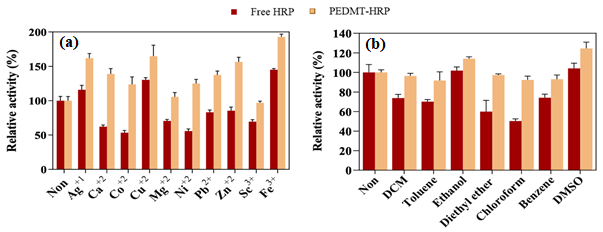 Free HRP
PEDMT-HRP
(a)
Relative activity (%)
200
150
100
50
0
Non
Ag+1
Ca+2
Co+2
Cu+2
Mg+2
Ni+2
Pb2+
Zn+2
Se3+
Fe3+
(b)
Relative activity (%)
140
120
100
80
60
40
20
0
Non
DCM
Toluene
Ethanol
Diethyl ether
Chloroform
Benzene
DMSO